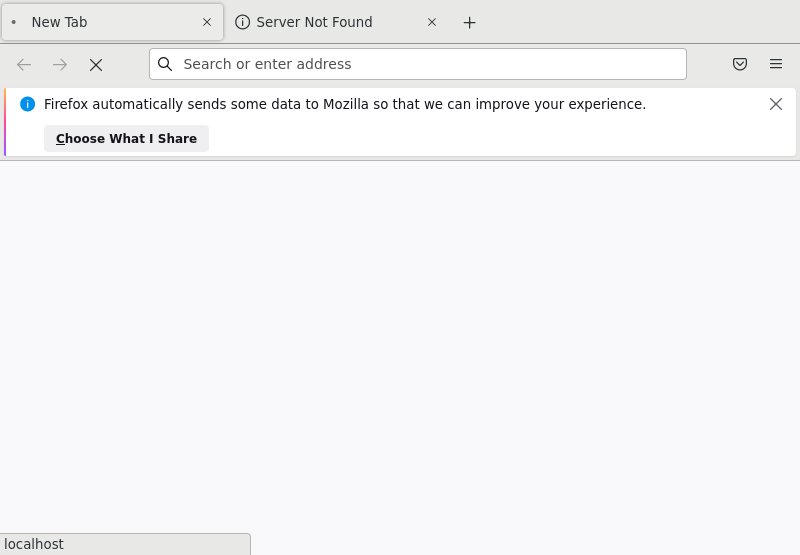 New Tab
Server Not Found
Search or enter address
Firefox automatically sends some data to Mozilla so that we can improve your experience.
Choose What I Share
localhost